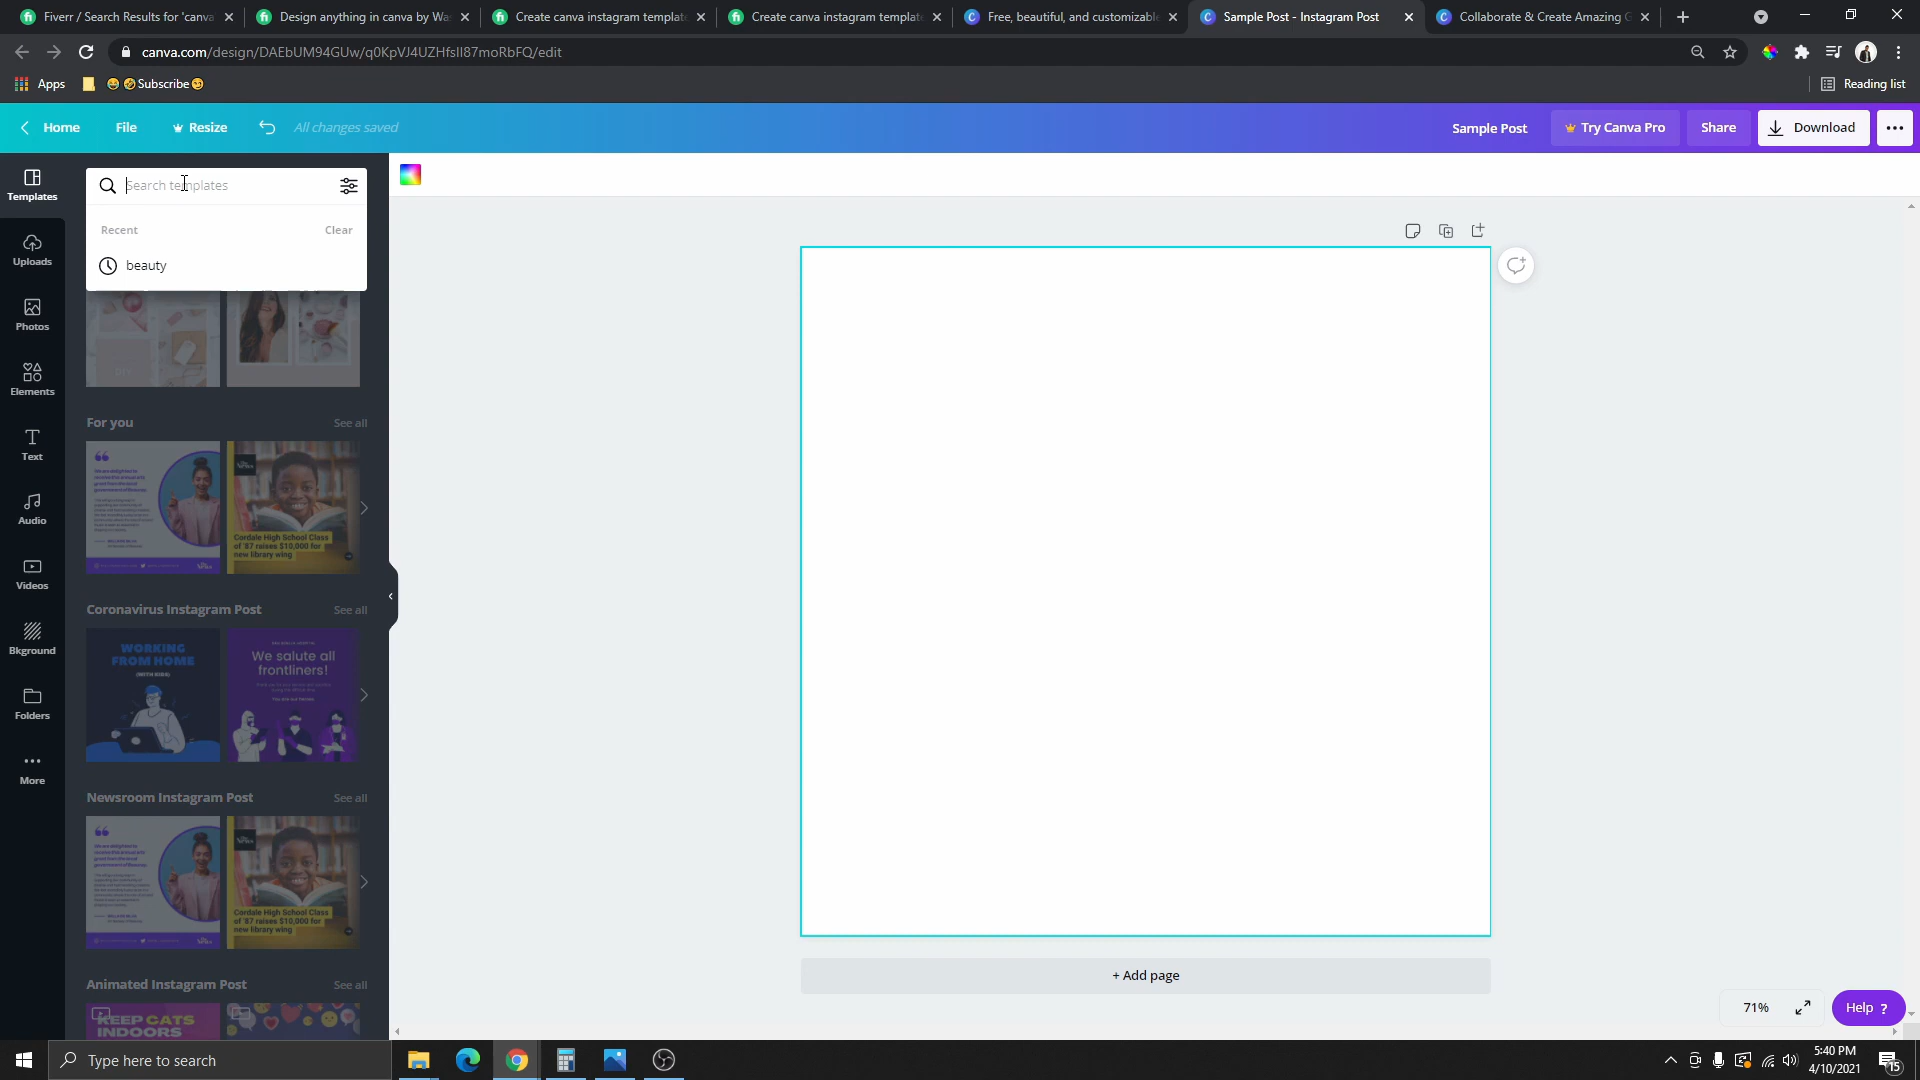 Fiverr / Search Results for 'canva
Design anything in canva by Wa
Create canva instagram templat
Create canva instagram templat
Free, beautiful, and customizable
Sample Post - Instagram Post
Collaborate & Create Amazing G
canva.com/design/DAEbUM94GUw/q0KpVJ4UZHfsIl87moRbFQ/edit
Apps
😂🤣Subscribe😏
Reading list
Home
File
Resize
All changes saved
Sample Post
Try Canva Pro
Share
Download
Templates
Uploads
Photos
Elements
Text
Audio
Videos
Bkground
Folders
More
Search templates
Recent
Clear
beauty
For you
See all
Cordale High School Class
of '87 raises $10,000 for
new library wing
Coronavirus Instagram Post
See all
WORKING
FROM HOME
(WITH KIDS)
We salute all
frontliners!
Newsroom Instagram Post
See all
Cordale High School Class
of '87 raises $10,000 for
new library wing
Animated Instagram Post
See all
KEEP CATS
INDOORS
+ Add page
71%
Help ?
Type here to search
5:40 PM
4/10/2021
15